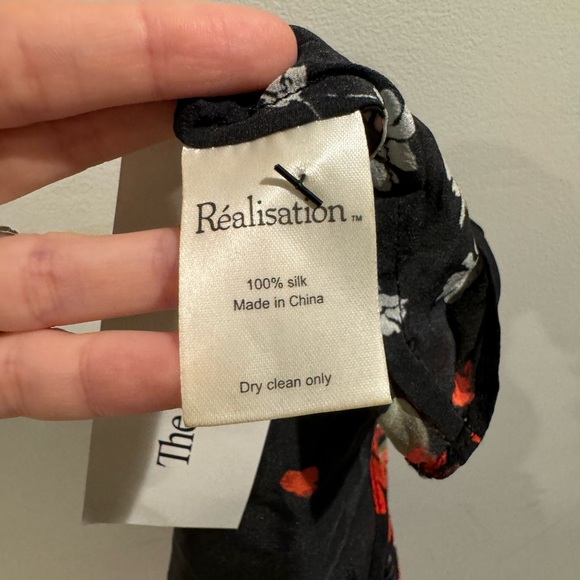 Réalisation™
100% silk
Made in China
Dry clean only
The